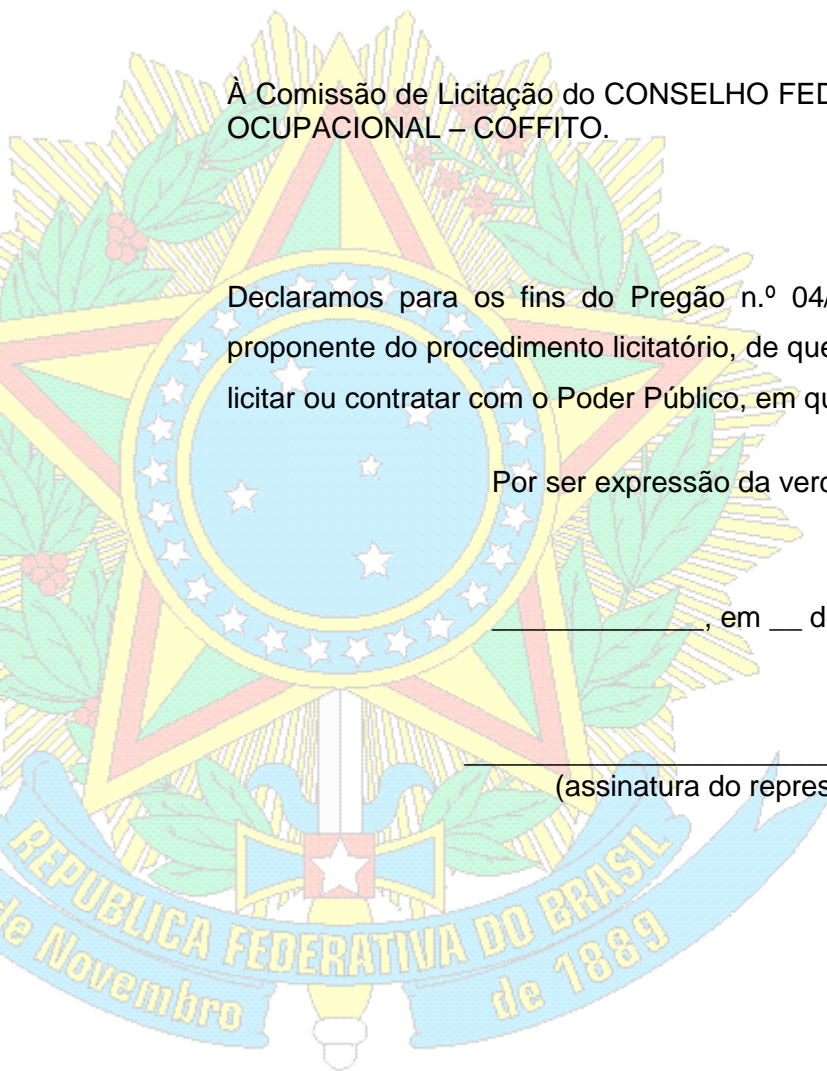 À Comissão de Licitação do CONSELHO FED
OCUPACIONAL – COFFITO.
Declaramos para os fins do Pregão n.º 04/
proponente do procedimento licitatório, de que
licitar ou contratar com o Poder Público, em qu
Por ser expressão da verd
______________, em __ d
(assinatura do repres
REPUBLICA FEDERATIVA DO BRASIL
de Novembro de 1889